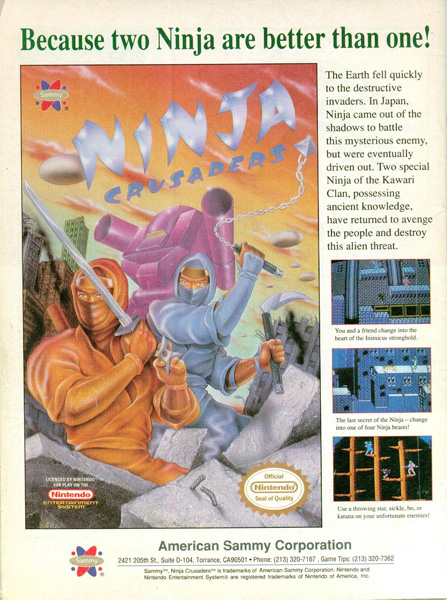 Because two Ninja are better than one!
Sammy
NINJA
CRUSADERS
The Earth fell quickly
to the destructive
invaders. In Japan,
Ninja came out of the
shadows to battle
this mysterious enemy,
but were eventually
driven out. Two special
Ninja of the Kawari
Clan, possessing
ancient knowledge,
have returned to avenge
the people and destroy
this alien threat.
You and a friend change into the
heart of the Inimicus stronghold.
The last secret of the Ninja – change
into one of four Ninja beasts!
Use a throwing star, sickle, bo, or
katana on your unfortunate enemies!
LICENCED BY NINTENDO
FOR PLAY ON THE
Nintendo
ENTERTAINMENT
SYSTEM
Official
Nintendo
Seal of Quality
Sammy
American Sammy Corporation
2421 205th St., Suite D-104, Torrance, CA90501 • Phone: (213) 320-7167 , Game Tips: (213) 320-7362
Sammy™, Ninja Crusaders™ is trademarks of American Sammy Corporation. Nintendo and
Nintendo Entertainment System® are registered trademarks of Nintendo of America, Inc.